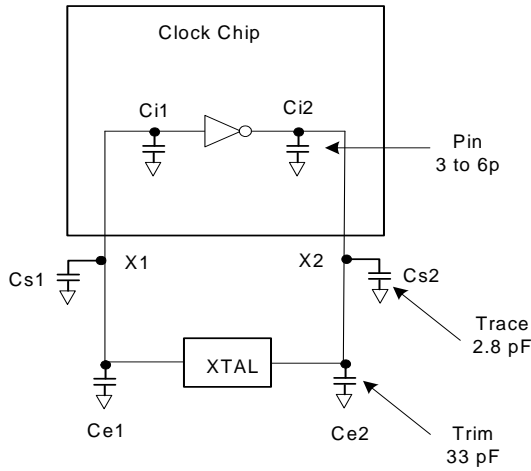 Clock Chip
Ci1
Ci2
Pin
3 to 6p
X1
X2
Cs1
Cs2
Trace
2.8 pF
XTAL
Ce1
Ce2
Trim
33 pF